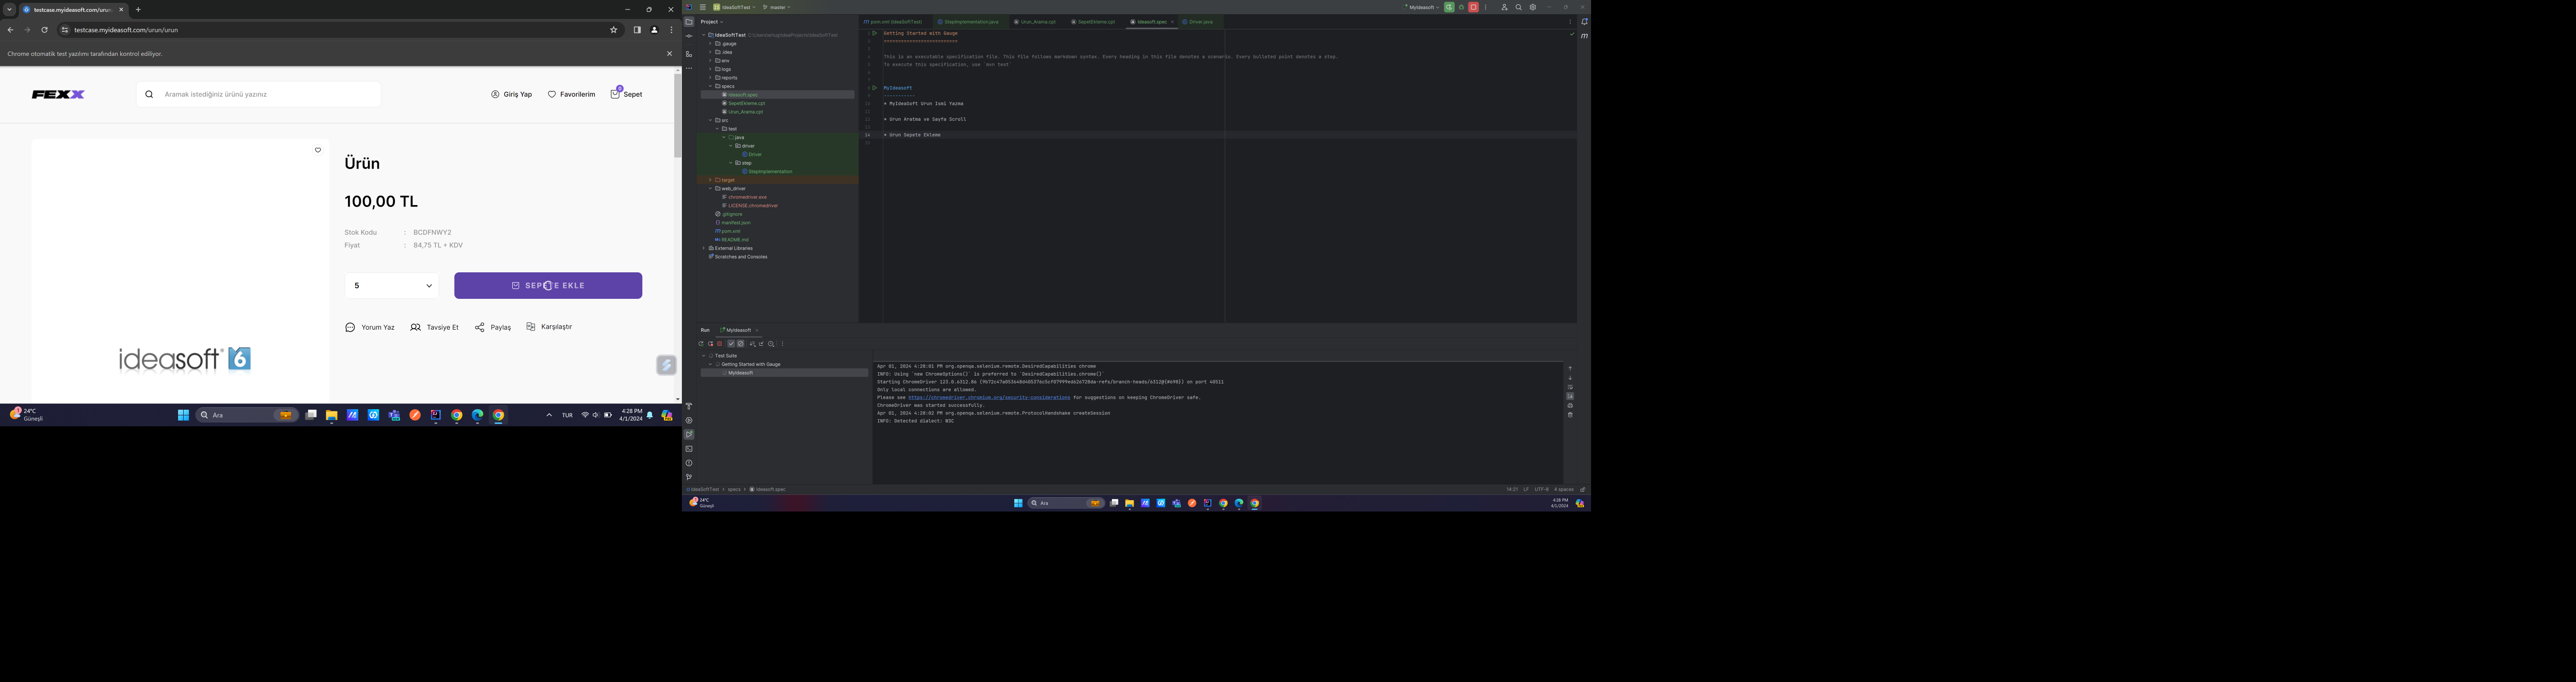 testcase.myideasoft.com/urun/
testcase.myideasoft.com/urun/urun
Chrome otomatik test yazılımı tarafından kontrol ediliyor.
FEXX
Aramak istediğiniz ürünü yazınız
Giriş Yap
Favorilerim
0
Sepet
Ürün
100,00 TL
Stok Kodu : BCDFNWY2
Fiyat : 84,75 TL + KDV
5
SEPETE EKLE
Yorum Yaz
Tavsiye Et
Paylaş
Karşılaştır
ideasoft 6
24°C
Güneşli
Ara
TUR
4:28 PM
4/1/2024
IdeaSoftTest
master
MyIdeasoft
Project
pom.xml (IdeaSoftTest)
StepImplementation.java
Urun_Arama.cpt
SepetEkleme.cpt
Ideasoft.spec
Driver.java
IdeaSoftTest
.gauge
.idea
env
logs
reports
specs
Ideasoft.spec
SepetEkleme.cpt
Urun_Arama.cpt
src
test
java
driver
Driver
step
StepImplementation
target
web_driver
chromedriver.exe
LICENSE.chromedriver
.gitignore
manifest.json
pom.xml
README.md
External Libraries
Scratches and Consoles
Getting Started with Gauge
This is an executable specification file. This file follows markdown syntax. Every heading in this file denotes a scenario. Every bulleted point denotes a step.
To execute this specification, use `mvn test`
MyIdeasoft
* MyIdeaSoft Urun Ismi Yazma
* Urun Aratma ve Sayfa Scroll
* Urun Sepete Ekleme
Run
MyIdeasoft
Test Suite
Getting Started with Gauge
MyIdeasoft
Apr 01, 2024 4:28:01 PM org.openqa.selenium.remote.DesiredCapabilities chrome
INFO: Using `new ChromeOptions()` is preferred to `DesiredCapabilities.chrome()`
Starting ChromeDriver 123.0.6312.86
on port 40511
Only local connections are allowed.
Please see https://chromedriver.chromium.org/security-considerations for suggestions on keeping ChromeDriver safe.
ChromeDriver was started successfully.
Apr 01, 2024 4:28:02 PM org.openqa.selenium.remote.ProtocolHandshake createSession
INFO: Detected dialect: W3C
IdeaSoftTest > specs > Ideasoft.spec
14:21 LF UTF-8 4 spaces
24°C
Güneşli
Ara
4:28 PM
4/1/2024